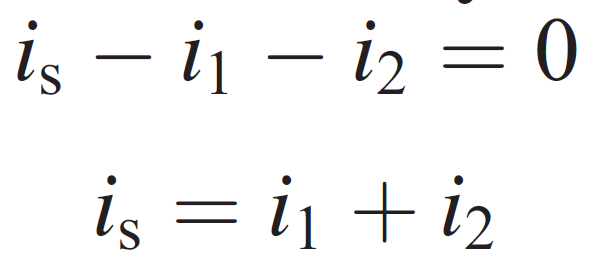 i_s − i_1 − i_2 = 0
i_s = i_1 + i_2